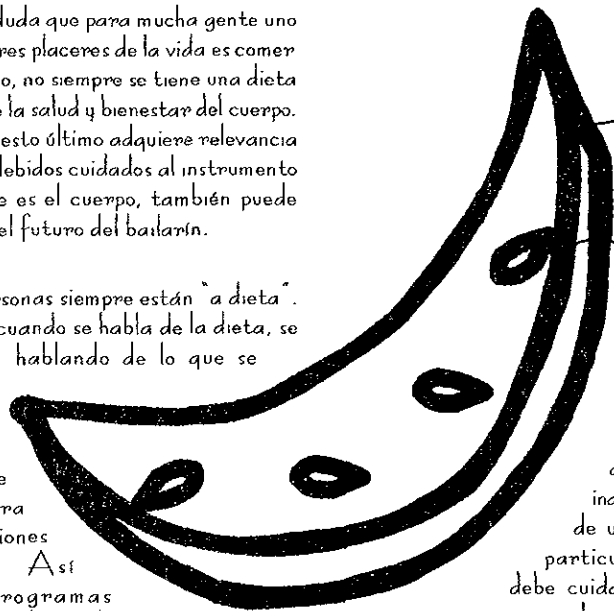 duda que para mucha gente uno
res placeres de la vida es comer
o, no siempre se tiene una dieta
la salud y bienestar del cuerpo.
esto último adquiere relevancia
debidos cuidados al instrumento
es el cuerpo, también puede
el futuro del bailarín.
sonas siempre están "a dieta".
cuando se habla de la dieta, se
hablando de lo que se
ra
iones
Así
rogramas
de u
particu
debe cuida